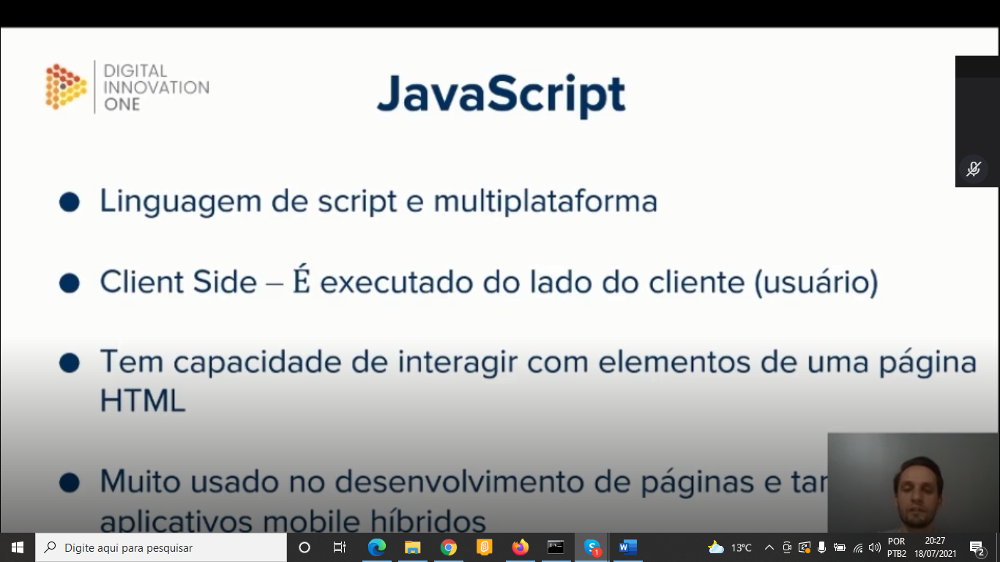 DIGITAL
INNOVATION
ONE
JavaScript
Linguagem de script e multiplataforma
Client Side – É executado do lado do cliente (usuário)
Tem capacidade de interagir com elementos de uma página
HTML
Muito usado no desenvolvimento de páginas e
aplicativos mobile híbridos
Digite aqui para pesquisar
1
W
13°C
POR
PTB2
20:27
18/07/2021
2